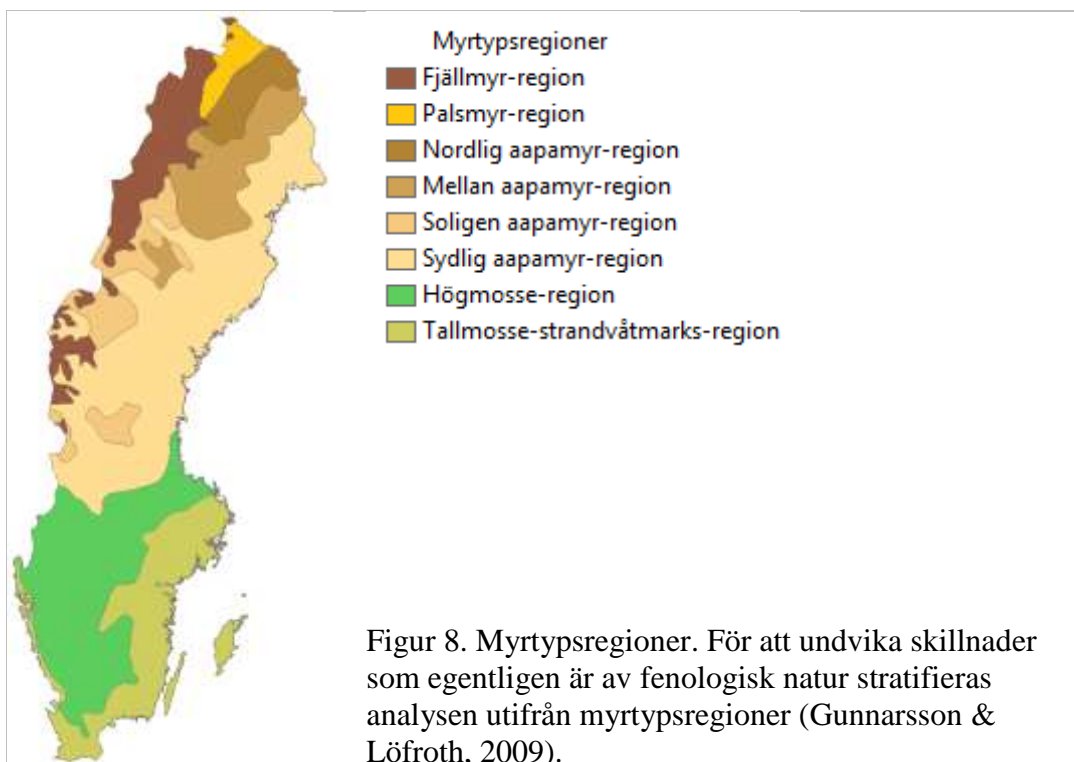 Myrtypsregioner
Fjällmyr-region
Palsmyr-region
Nordlig aapamyr-region
Mellan aapamyr-region
Soligen aapamyr-region
Sydlig aapamyr-region
Högmosse-region
Tallmosse-strandvåtmarks-region
Figur 8. Myrtypsregioner. För att undvika skillnader
som egentligen är av fenologisk natur stratifieras
analysen utifrån myrtypsregioner (Gunnarsson &
Löfroth, 2009).